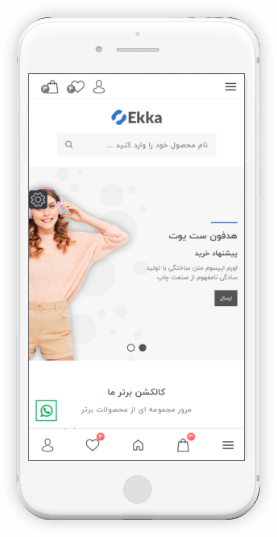 Ekka
نام محصول خود را وارد کنید ...
هدفون ست یوت
پیشنهاد خرید
لورم ایپسوم متن ساختگی با تولید
سادگی نامفهوم از صنعت چاپ
ارسال
کالکشن برتر ما
مرور مجموعه ای از محصولات برتر